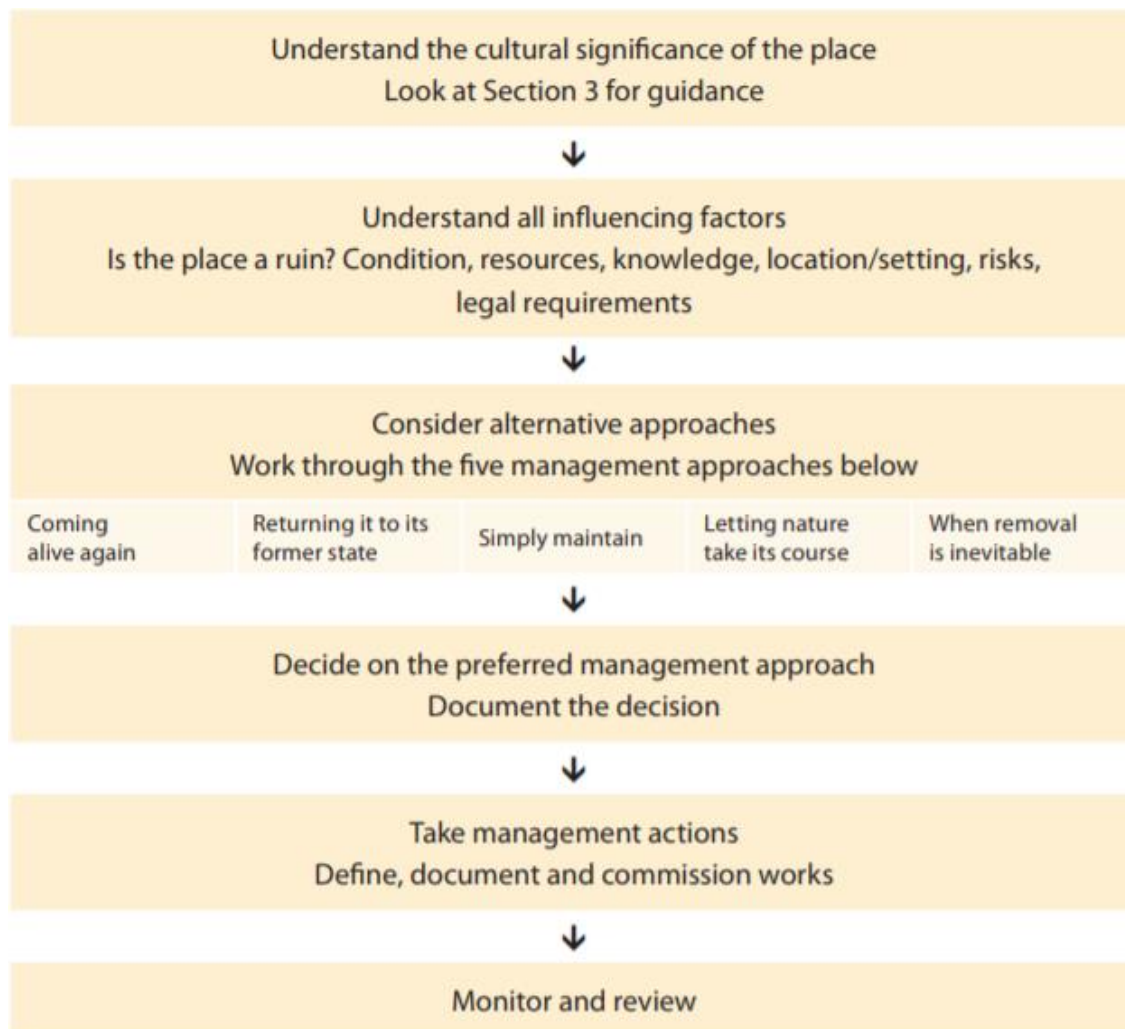 Understand the cultural significance of the place
Look at Section 3 for guidance
Understand all influencing factors
Is the place a ruin? Condition, resources, knowledge, location/setting, risks,
legal requirements
Consider alternative approaches
Work through the five management approaches below
Coming
alive again
Returning it to its
former state
Simply maintain
Letting nature
take its course
When removal
is inevitable
Decide on the preferred management approach
Document the decision
Take management actions
Define, document and commission works
Monitor and review